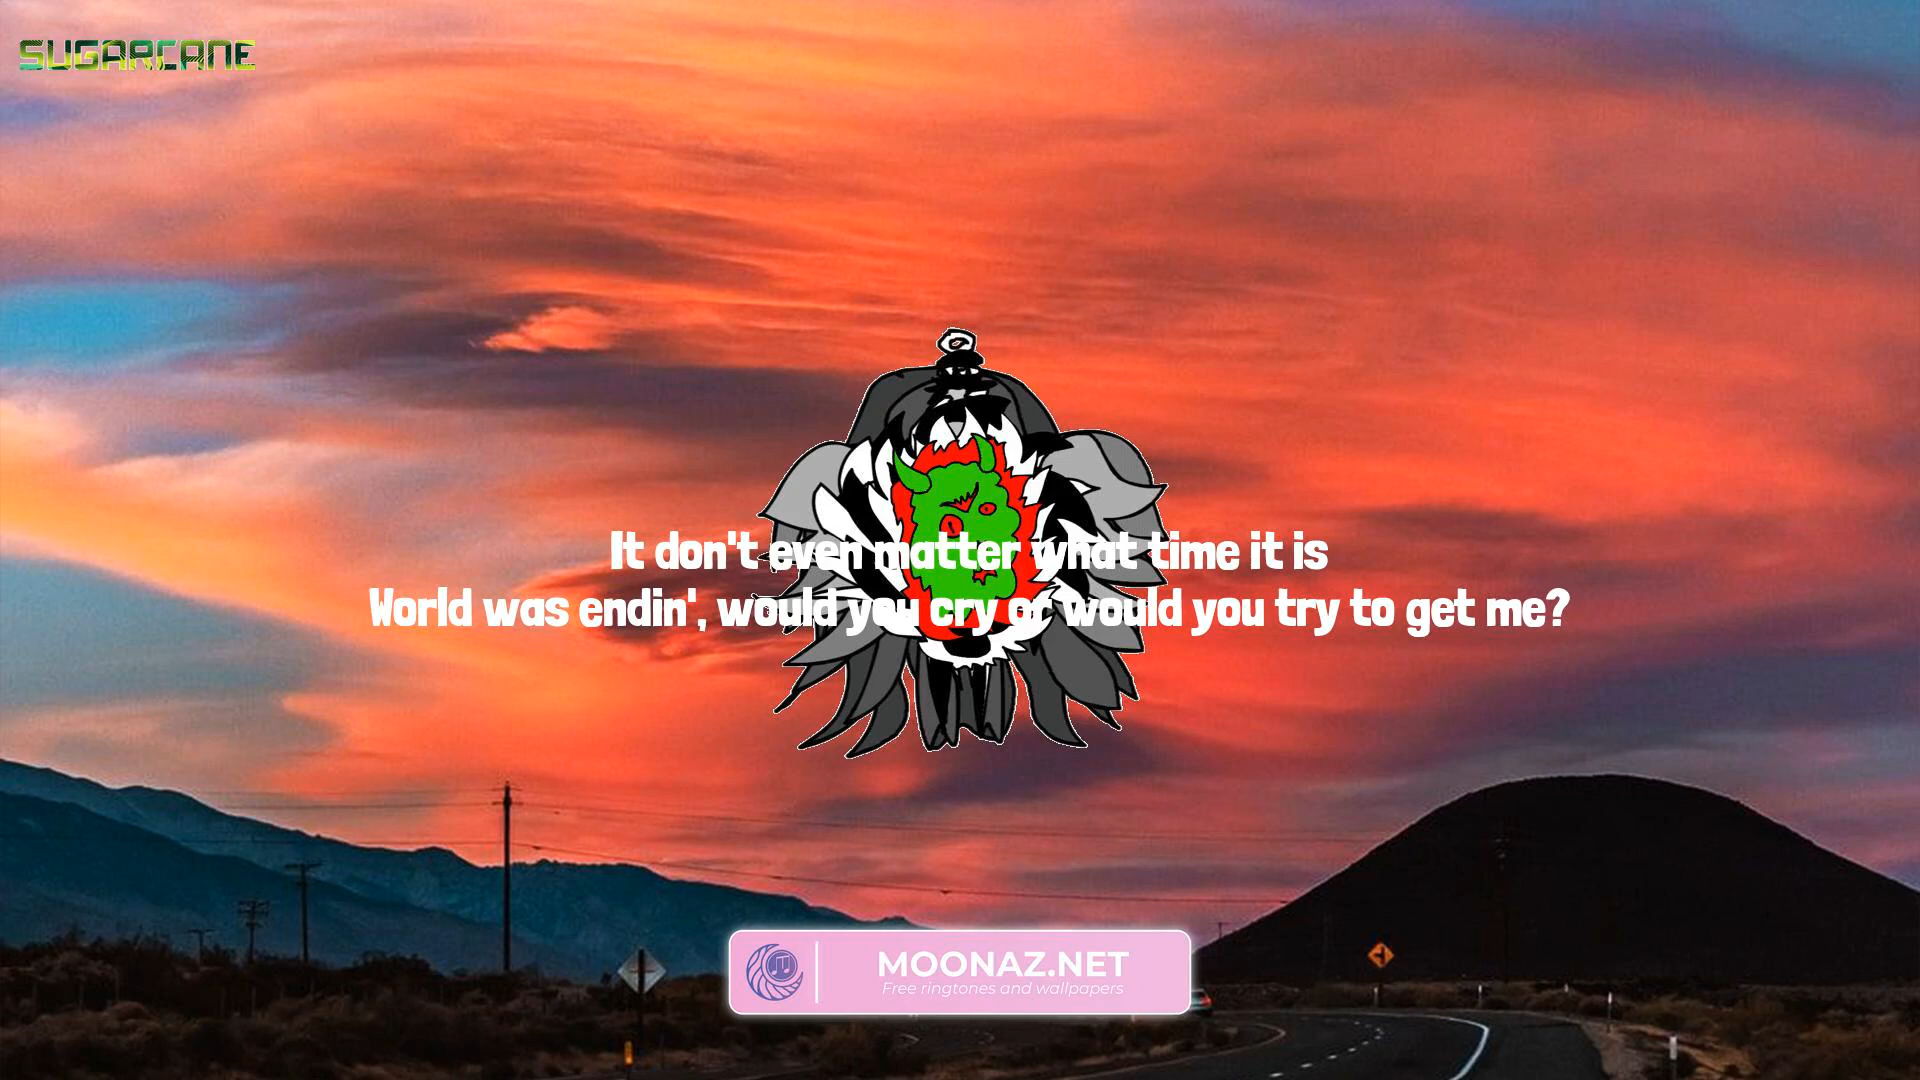 SUGARCANE
It don't even matter what time it is
World was endin', would you cry or would you try to get me?
MOONAZ.NET
Free ringtones and wallpapers